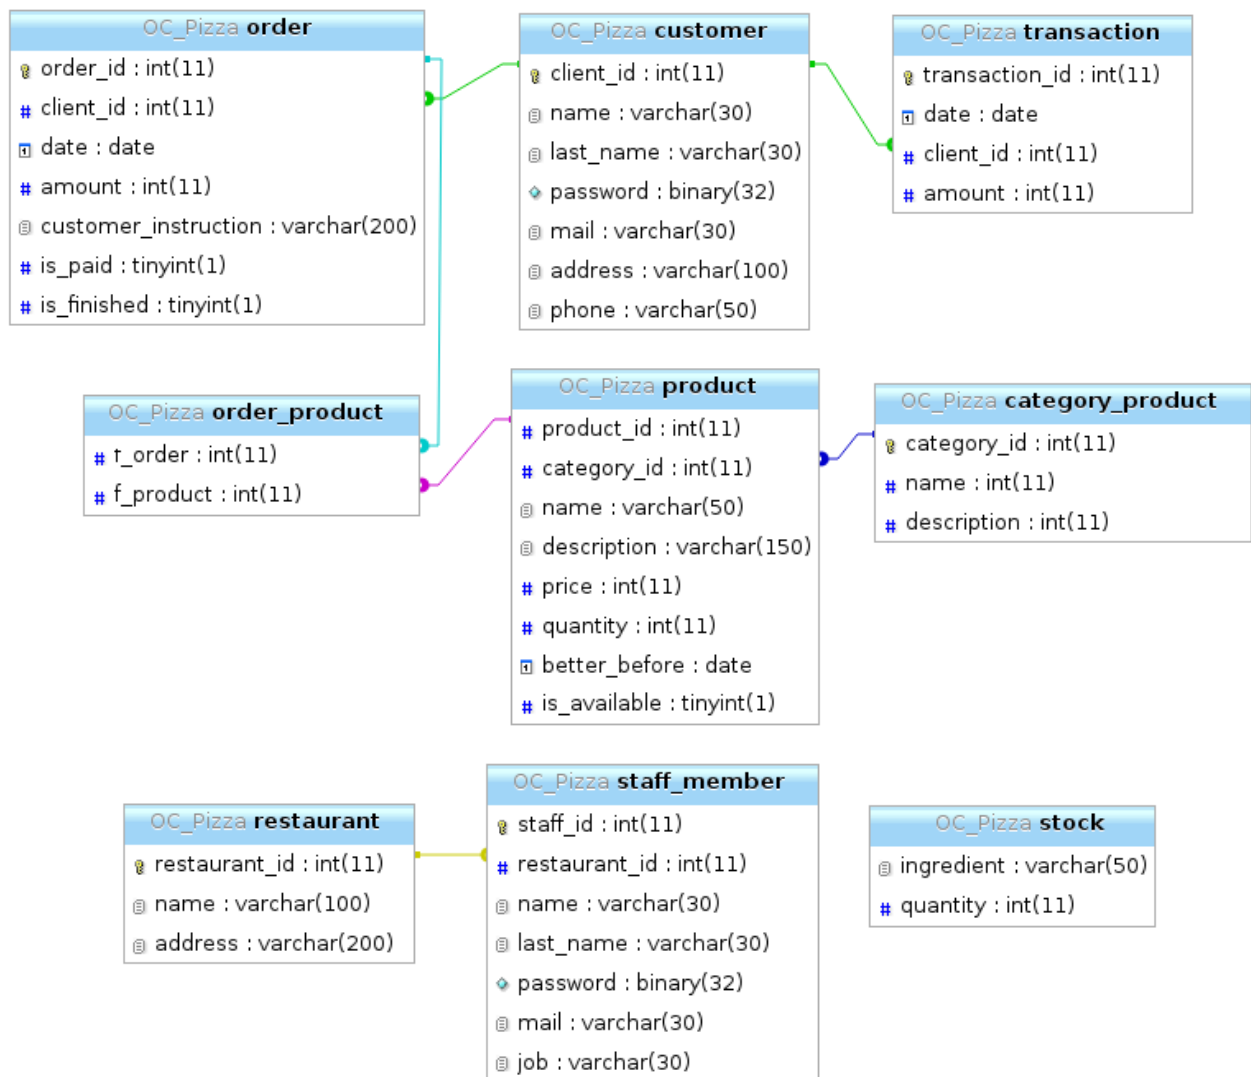 OC_Pizza order
order_id : int(11)
client_id : int(11)
date : date
amount : int(11)
customer_instruction : varchar(200)
is_paid : tinyint(1)
is_finished : tinyint(1)
OC_Pizza customer
client_id : int(11)
name : varchar(30)
last_name : varchar(30)
password : binary(32)
mail : varchar(30)
address : varchar(100)
phone : varchar(50)
OC_Pizza transaction
transaction_id : int(11)
date : date
client_id : int(11)
amount : int(11)
OC_Pizza order_product
f_order : int(11)
f_product : int(11)
OC_Pizza product
product_id : int(11)
category_id : int(11)
name : varchar(50)
description : varchar(150)
price : int(11)
quantity : int(11)
better_before : date
is_available : tinyint(1)
OC_Pizza category_product
category_id : int(11)
name : int(11)
description : int(11)
OC_Pizza restaurant
restaurant_id : int(11)
name : varchar(100)
address : varchar(200)
OC_Pizza staff_member
staff_id : int(11)
restaurant_id : int(11)
name : varchar(30)
last_name : varchar(30)
password : binary(32)
mail : varchar(30)
job : varchar(30)
OC_Pizza stock
ingredient : varchar(50)
quantity : int(11)